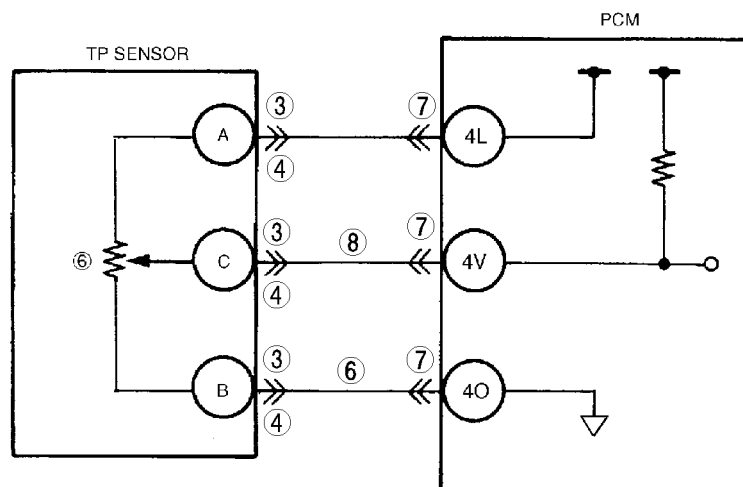 PCM
TP SENSOR
③ ⑦
A 4L
④
③ ⑧ ⑦
⑥ C 4V
④
③ ⑥ ⑦
B 4O
④